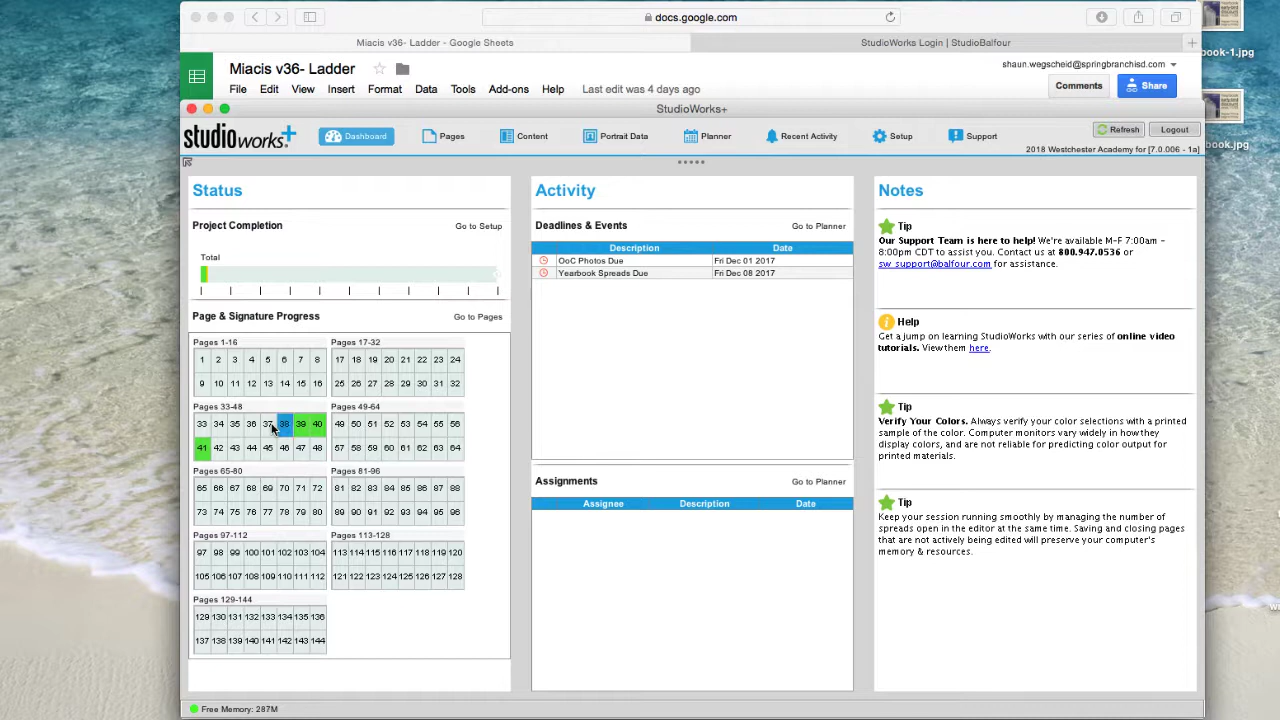 docs.google.com
Miacis v36- Ladder - Google Sheets
StudioWorks Login | StudioBalfour
book-1.jpg
Miacis v36- Ladder
shaun.wegscheid@springbranchisd.com
File Edit View Insert Format Data Tools Add-ons Help Last edit was 4 days ago
Comments
Share
book.jpg
StudioWorks+
studioworks+
Dashboard Pages Content Portrait Data Planner Recent Activity Setup Support Refresh Logout
2018 Westchester Academy for [7.0.006 - 1a]
Status
Project Completion Go to Setup
Total
Page & Signature Progress Go to Pages
Pages 1-16
1 2 3 4 5 6 7 8
9 10 11 12 13 14 15 16
Pages 17-32
17 18 19 20 21 22 23 24
25 26 27 28 29 30 31 32
Pages 33-48
33 34 35 36 37 38 39 40
41 42 43 44 45 46 47 48
Pages 49-64
49 50 51 52 53 54 55 56
57 58 59 60 61 62 63 64
Pages 65-80
65 66 67 68 69 70 71 72
73 74 75 76 77 78 79 80
Pages 81-96
81 82 83 84 85 86 87 88
89 90 91 92 93 94 95 96
Pages 97-112
97 98 99 100 101 102 103 104
105 106 107 108 109 110 111 112
Pages 113-128
113 114 115 116 117 118 119 120
121 122 123 124 125 126 127 128
Pages 129-144
129 130 131 132 133 134 135 136
137 138 139 140 141 142 143 144
Activity
Deadlines & Events Go to Planner
Description Date
OoC Photos Due Fri Dec 01 2017
Yearbook Spreads Due Fri Dec 08 2017
Assignments Go to Planner
Assignee Description Date
Notes
Tip
Our Support Team is here to help! We're available M-F 7:00am -
8:00pm CDT to assist you. Contact us at 800.947.0536 or
sw_support@balfour.com for assistance.
Help
Get a jump on learning StudioWorks with our series of online video
tutorials. View them here.
Tip
Verify Your Colors. Always verify your color selections with a printed
sample of the color. Computer monitors vary widely in how they
display colors, and are not reliable for predicting color output for
printed materials.
Tip
Keep your session running smoothly by managing the number of
spreads open in the editor at the same time. Saving and closing pages
that are not actively being edited will preserve your computer's
memory & resources.
Free Memory: 287M